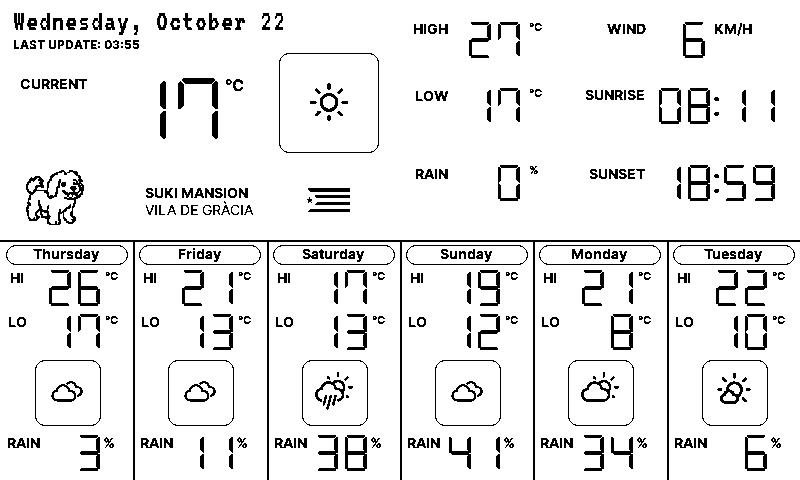 Wednesday, October 22
LAST UPDATE: 03:55
CURRENT 17 °C
SUKI MANSION
VILA DE GRÀCIA
HIGH 27 °C
WIND 6 KM/H
LOW 17 °C
SUNRISE 08:11
RAIN 0 %
SUNSET 18:59
Thursday
HI 26 °C
LO 17 °C
RAIN 3 %
Friday
HI 21 °C
LO 13 °C
RAIN 11 %
Saturday
HI 17 °C
LO 13 °C
RAIN 38 %
Sunday
HI 19 °C
LO 12 °C
RAIN 41 %
Monday
HI 21 °C
LO 8 °C
RAIN 34 %
Tuesday
HI 22 °C
LO 10 °C
RAIN 6 %